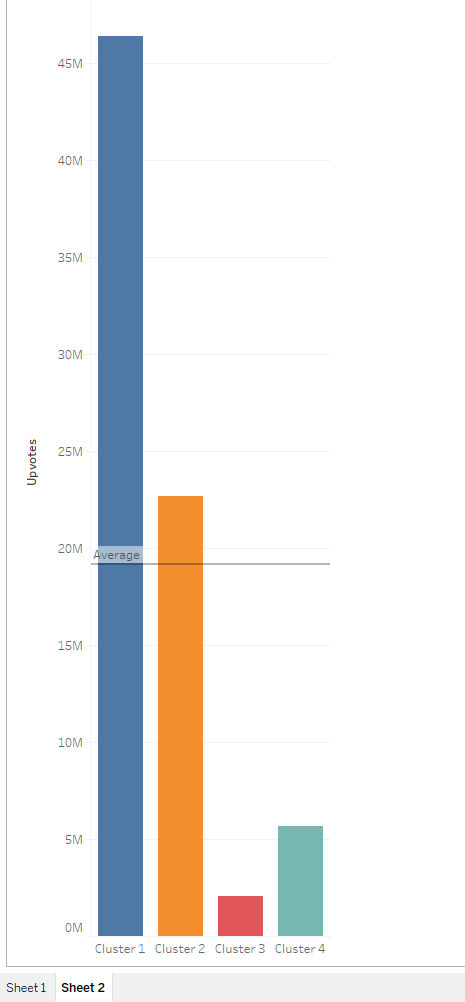 45M
40M
35M
30M
25M
Upvotes
20M
Average
15M
10M
5M
0M
Cluster 1 Cluster 2 Cluster 3 Cluster 4
Sheet 1 Sheet 2